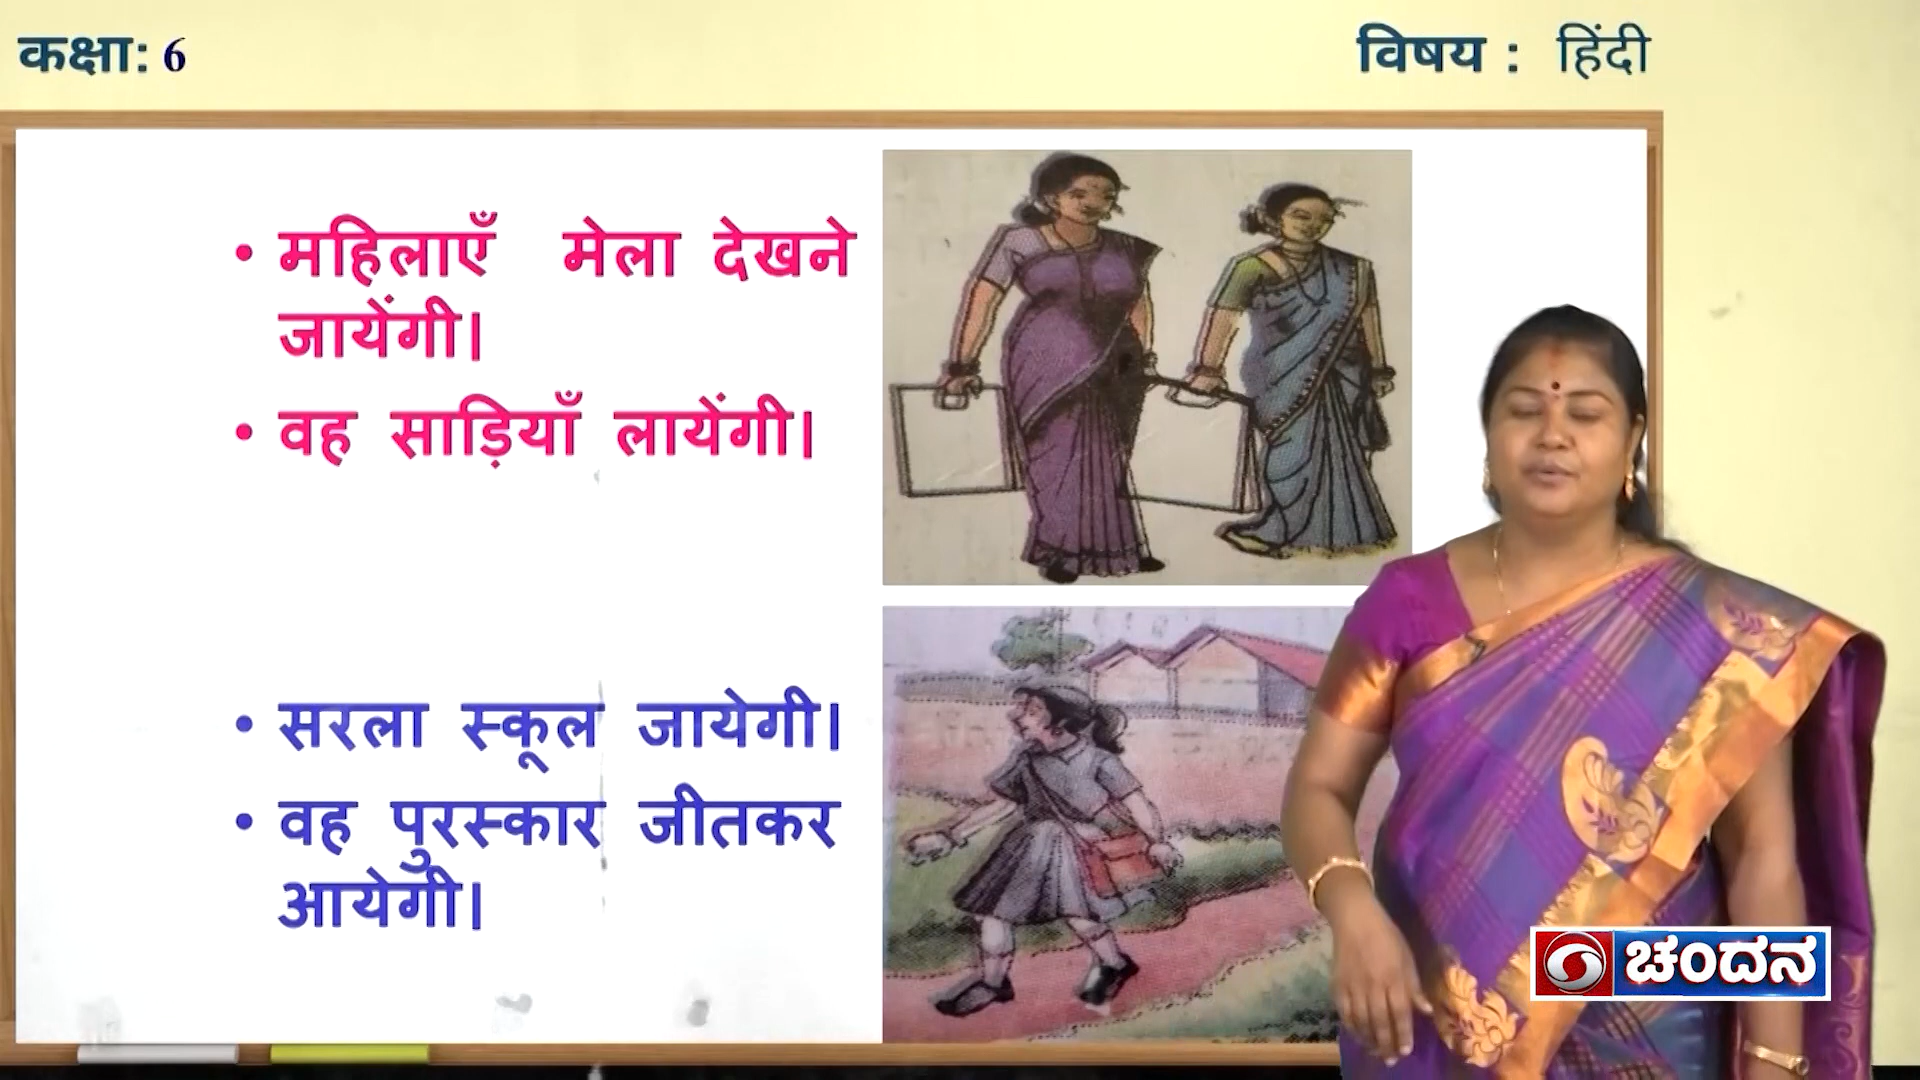 कक्षा: 6
विषय : हिंदी
• महिलाएँ मेला देखने
जायेंगी।
• वह साड़ियाँ लायेंगी।
• सरला स्कूल जायेगी।
• वह पुरस्कार जीतकर
आयेगी।
ಚಂದನ